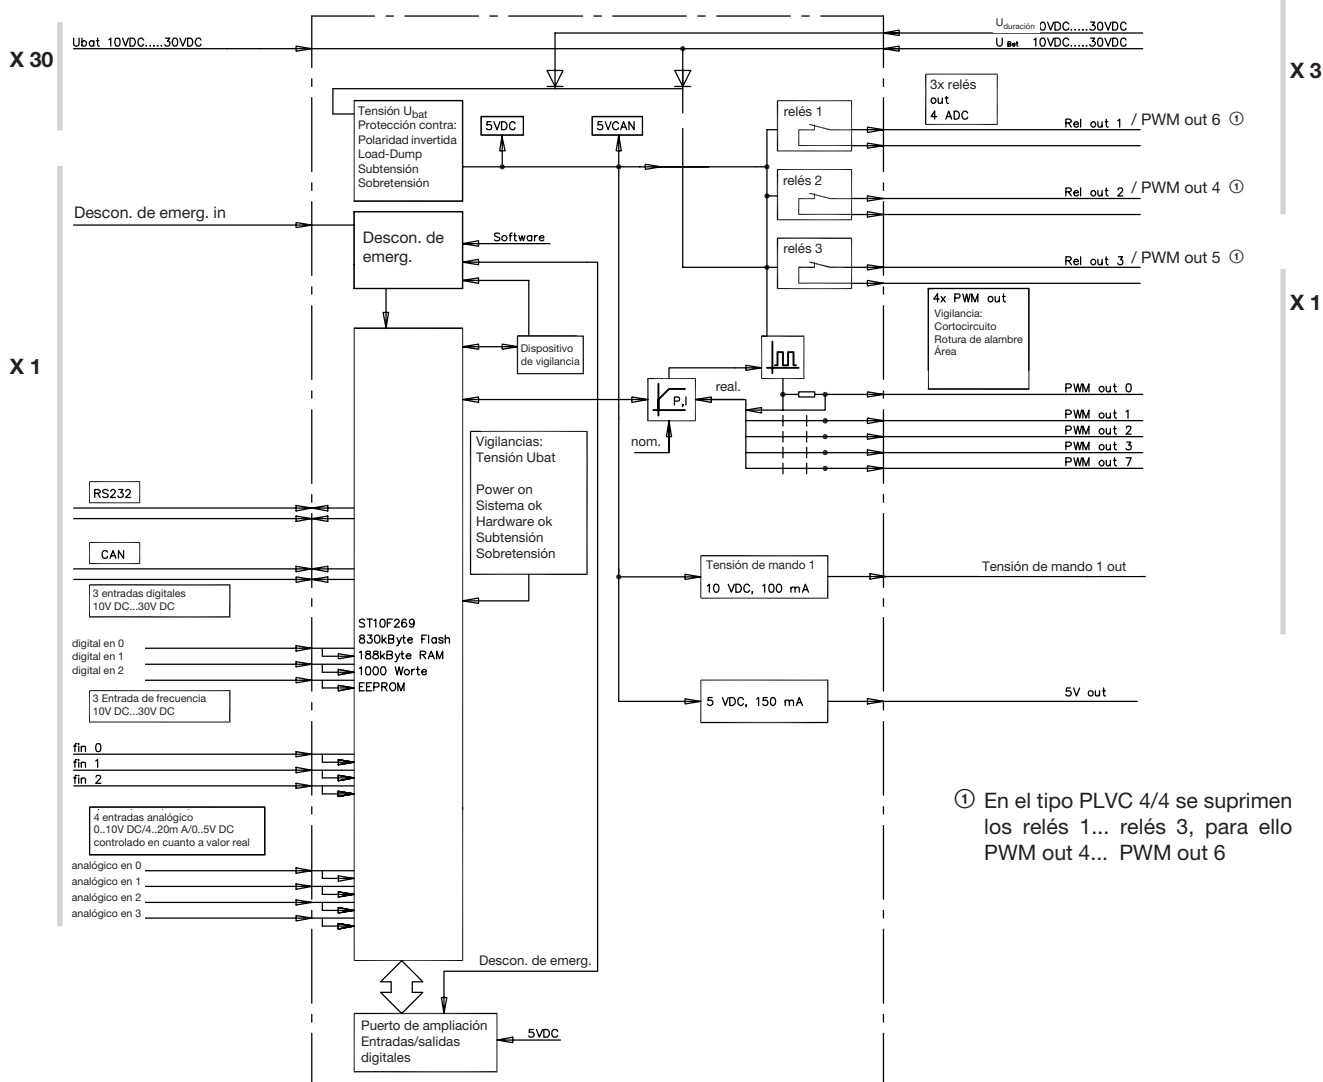 X 30
Ubat 10VDC.....30VDC
X 1
Descon. de emerg. in
RS232
CAN
3 entradas digitales
10V DC...30V DC
digital en 0
digital en 1
digital en 2
3 Entrada de frecuencia
10V DC...30V DC
fin 0
fin 1
fin 2
4 entradas analógico
0..10V DC/4..20m A/0..5V DC
controlado en cuanto a valor real
analógico en 0
analógico en 1
analógico en 2
analógico en 3
Tensión Ubat
Protección contra:
Polaridad invertida
Load-Dump
Subtensión
Sobretensión
5VDC
5VCAN
Descon. de
emerg.
Software
Dispositivo
de vigilancia
Vigilancias:
Tensión Ubat
Power on
Sistema ok
Hardware ok
Subtensión
Sobretensión
ST10F269
830kByte Flash
188kByte RAM
1000 Worte
EEPROM
Descon. de emerg.
Puerto de ampliación
Entradas/salidas
digitales
5VDC
relés 1
relés 2
relés 3
P,I
real.
nom.
Tensión de mando 1
10 VDC, 100 mA
5 VDC, 150 mA
Uduración 0VDC.....30VDC
U Bat 10VDC.....30VDC
X 3
3x relés
out
4 ADC
Rel out 1 / PWM out 6 ①
Rel out 2 / PWM out 4 ①
Rel out 3 / PWM out 5 ①
X 1
4x PWM out
Vigilancia:
Cortocircuito
Rotura de alambre
Área
PWM out 0
PWM out 1
PWM out 2
PWM out 3
PWM out 7
Tensión de mando 1 out
5V out
① En el tipo PLVC 4/4 se suprimen
los relés 1... relés 3, para ello
PWM out 4... PWM out 6